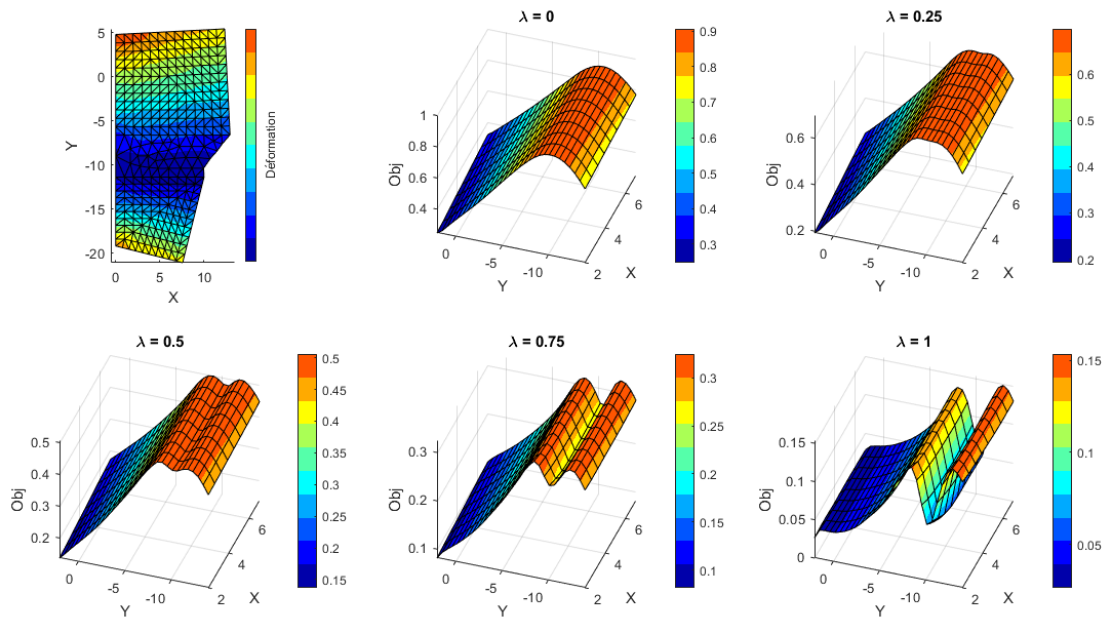 5
0
-5
-10
-15
-20
Y
0 5 10
X
Déformation
λ = 0
1
0.8
0.6
0.4
Obj
0 -5 -10
Y
2 4 6
X
0.9
0.8
0.7
0.6
0.5
0.4
0.3
λ = 0.25
0.6
0.4
0.2
Obj
0 -5 -10
Y
2 4 6
X
0.6
0.5
0.4
0.3
0.2
λ = 0.5
0.5
0.4
0.3
0.2
Obj
0 -5 -10
Y
2 4 6
X
0.5
0.45
0.4
0.35
0.3
0.25
0.2
0.15
λ = 0.75
0.3
0.2
0.1
Obj
0 -5 -10
Y
2 4 6
X
0.3
0.25
0.2
0.15
0.1
λ = 1
0.15
0.1
0.05
0
Obj
0 -5 -10
Y
2 4 6
X
0.15
0.1
0.05